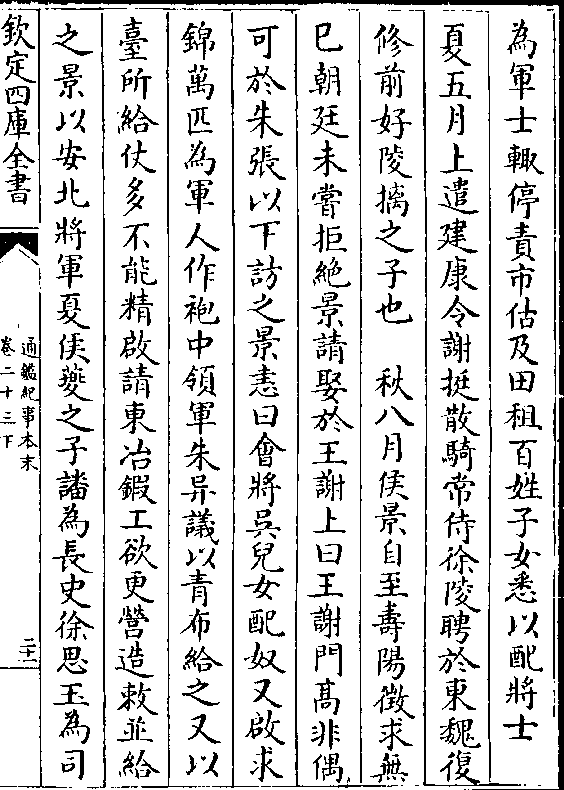 為軍士輙停責市估及田租百姓子女悉以配將士
夏五月上遣建康令謝挺散騎常侍徐陵聘於東魏復
修前好陵摛之子也　秋八月侯景自至壽陽徵求無
已朝廷未嘗拒絶景請娶於王謝上曰王謝門高非偶
可於朱張以下訪之景恚曰會將吳兒女配奴又啟求
錦萬匹為軍人作袍中領軍朱异議以青布給之又以
臺所給仗多不能精啟請東冶鍜工欲更營造敕並給
之景以安北將軍夏侯夔之子譒為長史徐思玉為司
欽定四庫全書
通鑑紀事本末
卷二十三下
二十一